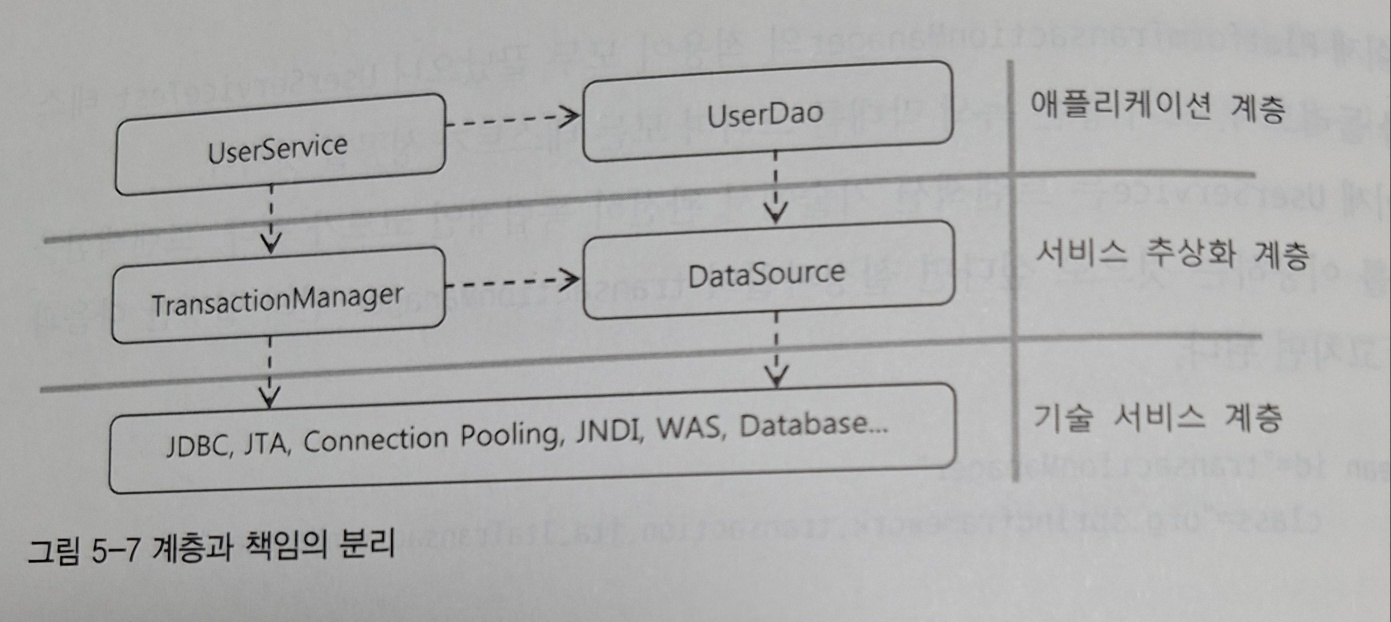 UserService
UserDao
애플리케이션 계층
TransactionManager
DataSource
서비스 추상화 계층
JDBC, JTA, Connection Pooling, JNDI, WAS, Database...
기술 서비스 계층
그림 5-7 계층과 책임의 분리